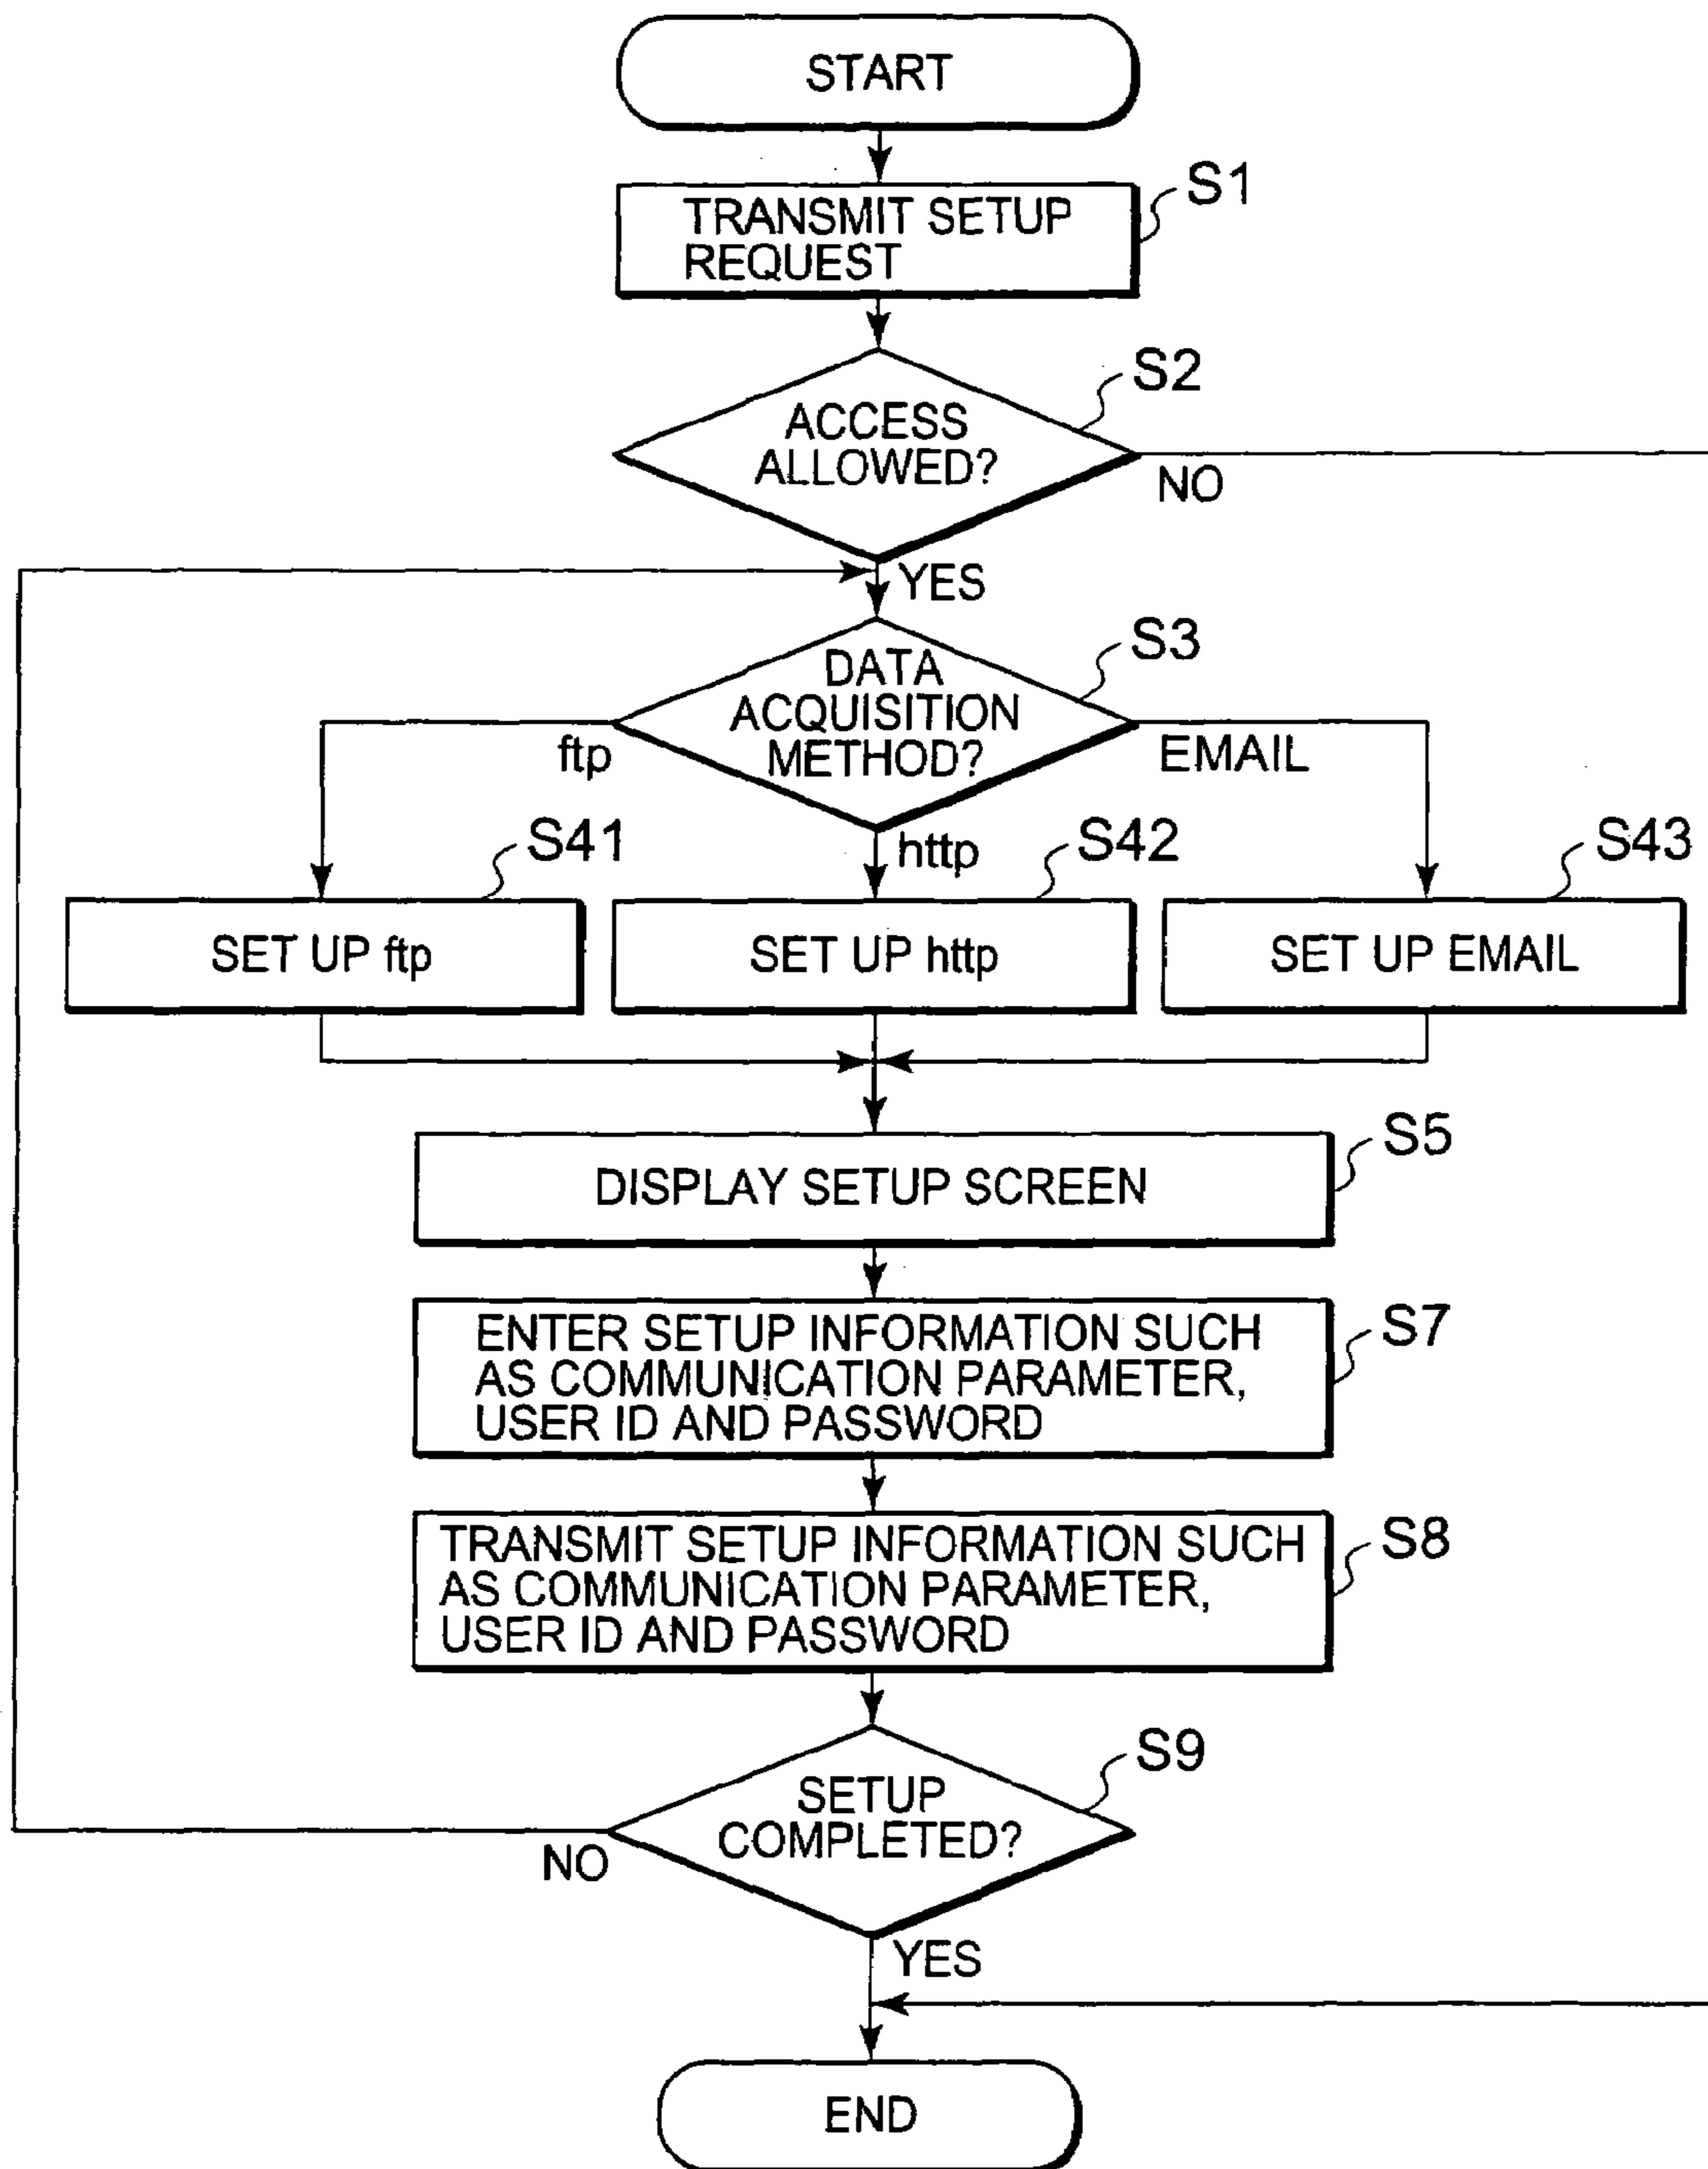 START
S1
TRANSMIT SETUP
REQUEST
S2
ACCESS
ALLOWED?
NO
YES
S3
DATA
ACQUISITION
METHOD?
ftp
EMAIL
http
S41
S42
S43
SET UP ftp
SET UP http
SET UP EMAIL
S5
DISPLAY SETUP SCREEN
S7
ENTER SETUP INFORMATION SUCH
AS COMMUNICATION PARAMETER,
USER ID AND PASSWORD
S8
TRANSMIT SETUP INFORMATION SUCH
AS COMMUNICATION PARAMETER,
USER ID AND PASSWORD
S9
SETUP
COMPLETED?
NO
YES
END